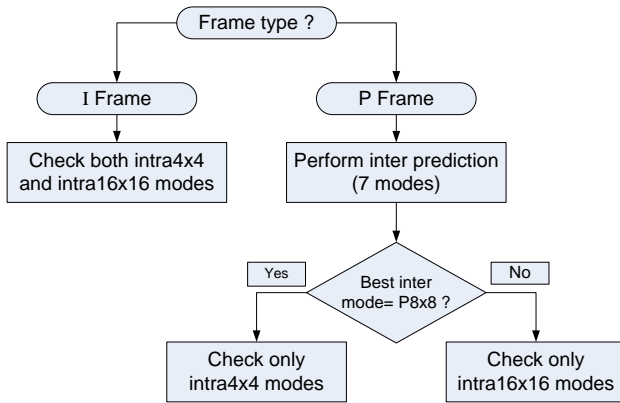 Frame type ?
I Frame
P Frame
Check both intra4x4
and intra16x16 modes
Perform inter prediction
(7 modes)
Yes
No
Best inter
mode= P8x8 ?
Check only
intra4x4 modes
Check only
intra16x16 modes